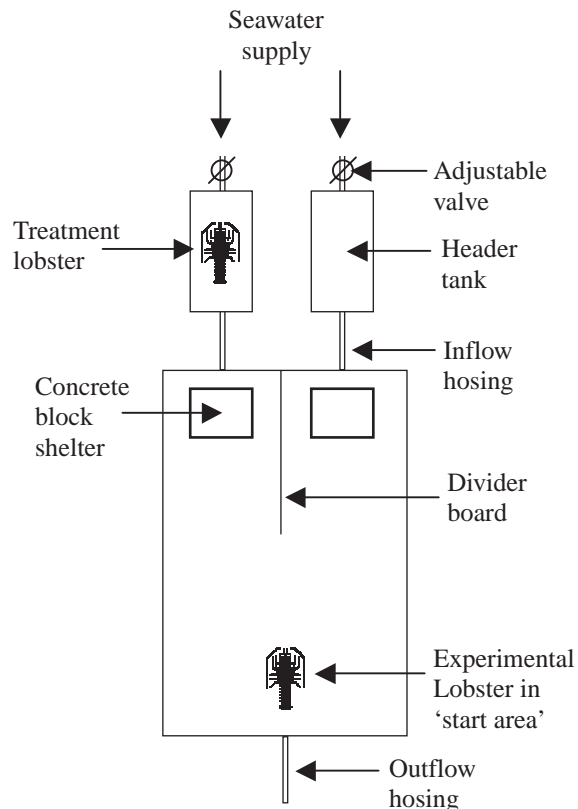 Seawater
supply
Adjustable
valve
Treatment
lobster
Header
tank
Inflow
hosing
Concrete
block
shelter
Divider
board
Experimental
Lobster in
‘start area’
Outflow
hosing